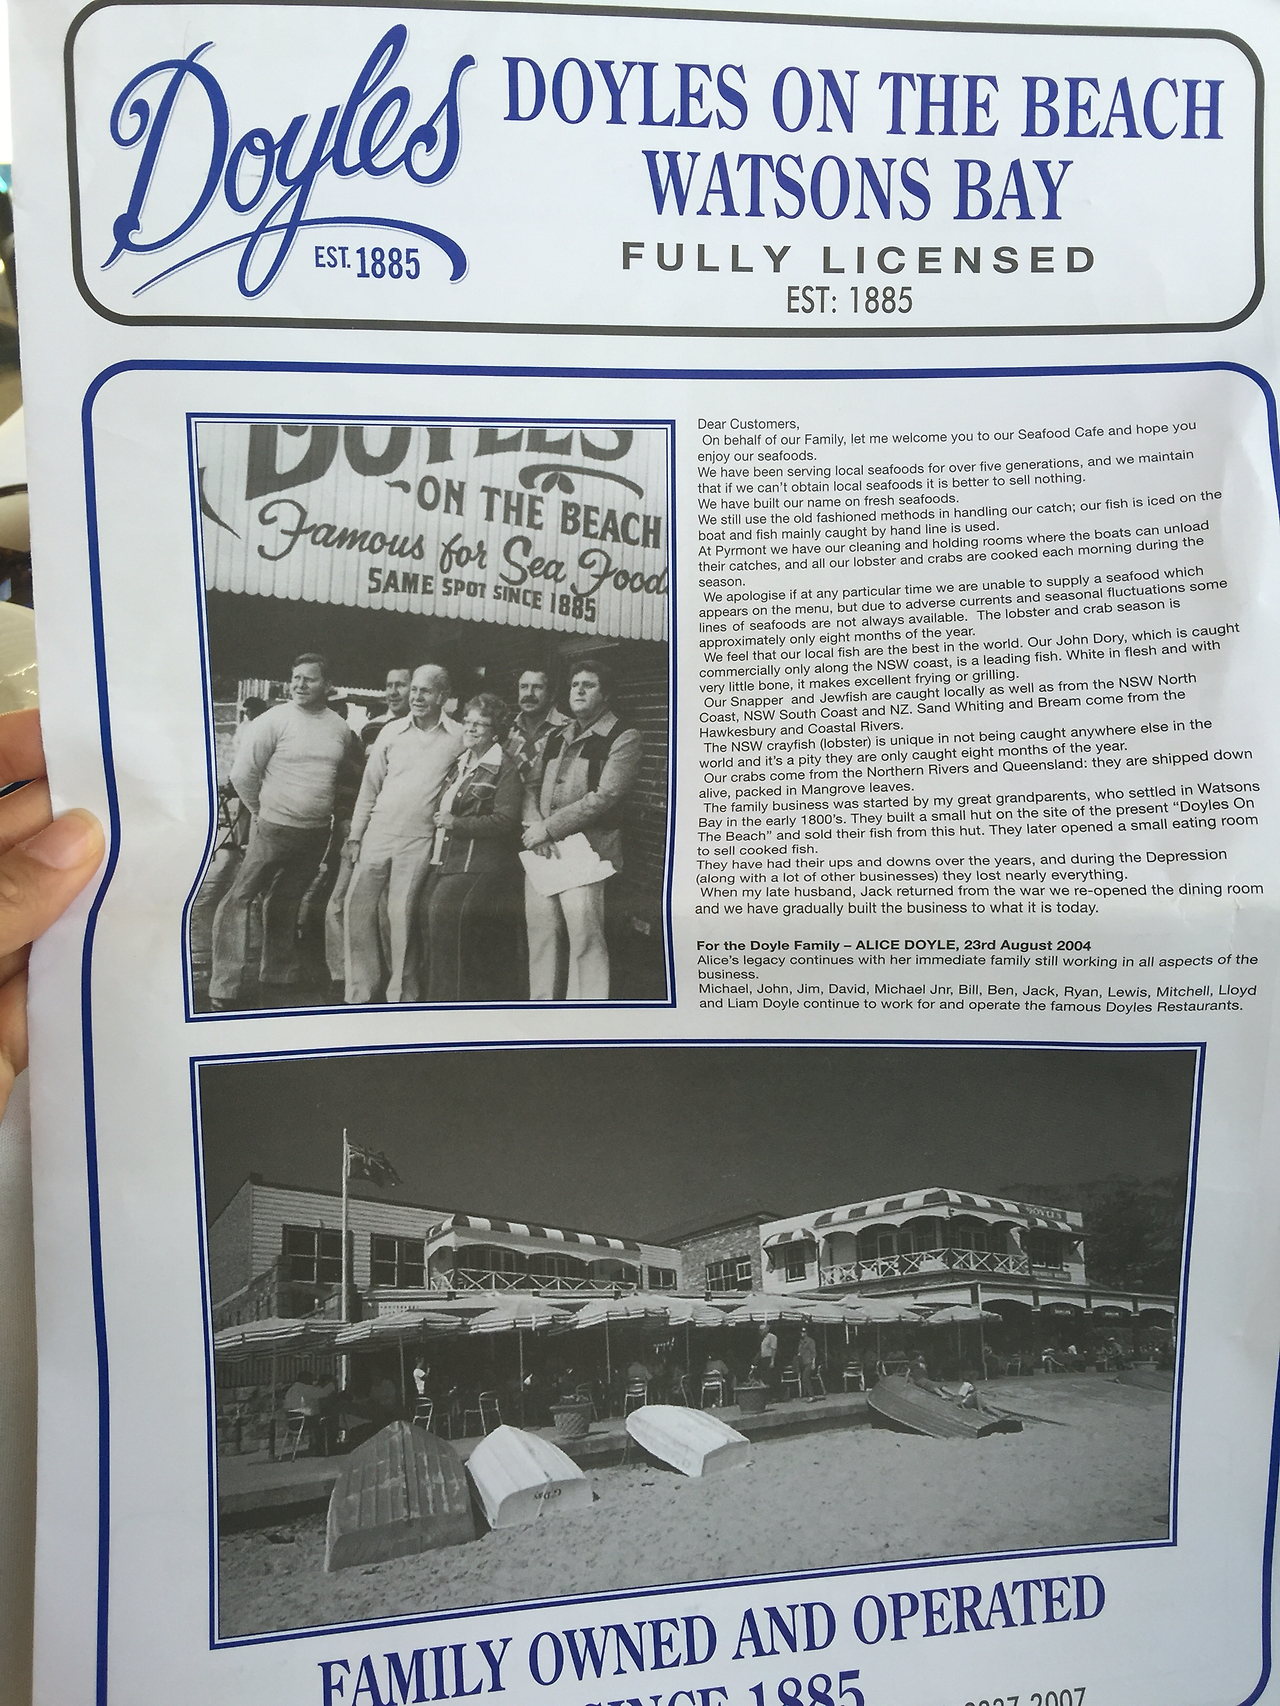 Doyles
EST. 1885
DOYLES ON THE BEACH
WATSONS BAY
FULLY LICENSED
EST: 1885
DOYLES
ON THE BEACH
Famous for Sea Food
SAME SPOT SINCE 1885
Dear Customers,
On behalf of our Family, let me welcome you to our Seafood Cafe and hope you
enjoy our seafoods.
We have been serving local seafoods for over five generations, and we maintain
that if we can't obtain local seafoods it is better to sell nothing.
We have built our name on fresh seafoods.
We still use the old fashioned methods in handling our catch; our fish is iced on the
boat and fish mainly caught by hand line is used.
At Pyrmont we have our cleaning and holding rooms where the boats can unload
their catches, and all our lobster and crabs are cooked each morning during the
season.
We apologise if at any particular time we are unable to supply a seafood which
appears on the menu, but due to adverse currents and seasonal fluctuations some
lines of seafoods are not always available. The lobster and crab season is
approximately only eight months of the year.
We feel that our local fish are the best in the world. Our John Dory, which is caught
commercially only along the NSW coast, is a leading fish. White in flesh and with
very little bone, it makes excellent frying or grilling.
Our Snapper and Jewfish are caught locally as well as from the NSW North
Coast, NSW South Coast and NZ. Sand Whiting and Bream come from the
Hawkesbury and Coastal Rivers.
The NSW crayfish (lobster) is unique in not being caught anywhere else in the
world and it's a pity they are only caught eight months of the year.
Our crabs come from the Northern Rivers and Queensland: they are shipped down
alive, packed in Mangrove leaves.
The family business was started by my great grandparents, who settled in Watsons
Bay in the early 1800's. They built a small hut on the site of the present "Doyles On
The Beach" and sold their fish from this hut. They later opened a small eating room
to sell cooked fish.
They have had their ups and downs over the years, and during the Depression
(along with a lot of other businesses) they lost nearly everything.
When my late husband, Jack returned from the war we re-opened the dining room
and we have gradually built the business to what it is today.
For the Doyle Family – ALICE DOYLE, 23rd August 2004
Alice's legacy continues with her immediate family still working in all aspects of the
business.
Michael, John, Jim, David, Michael Jnr, Bill, Ben, Jack, Ryan, Lewis, Mitchell, Lloyd
and Liam Doyle continue to work for and operate the famous Doyles Restaurants.
DOYLES
FAMILY OWNED AND OPERATED
SINCE 1885
9337 2007